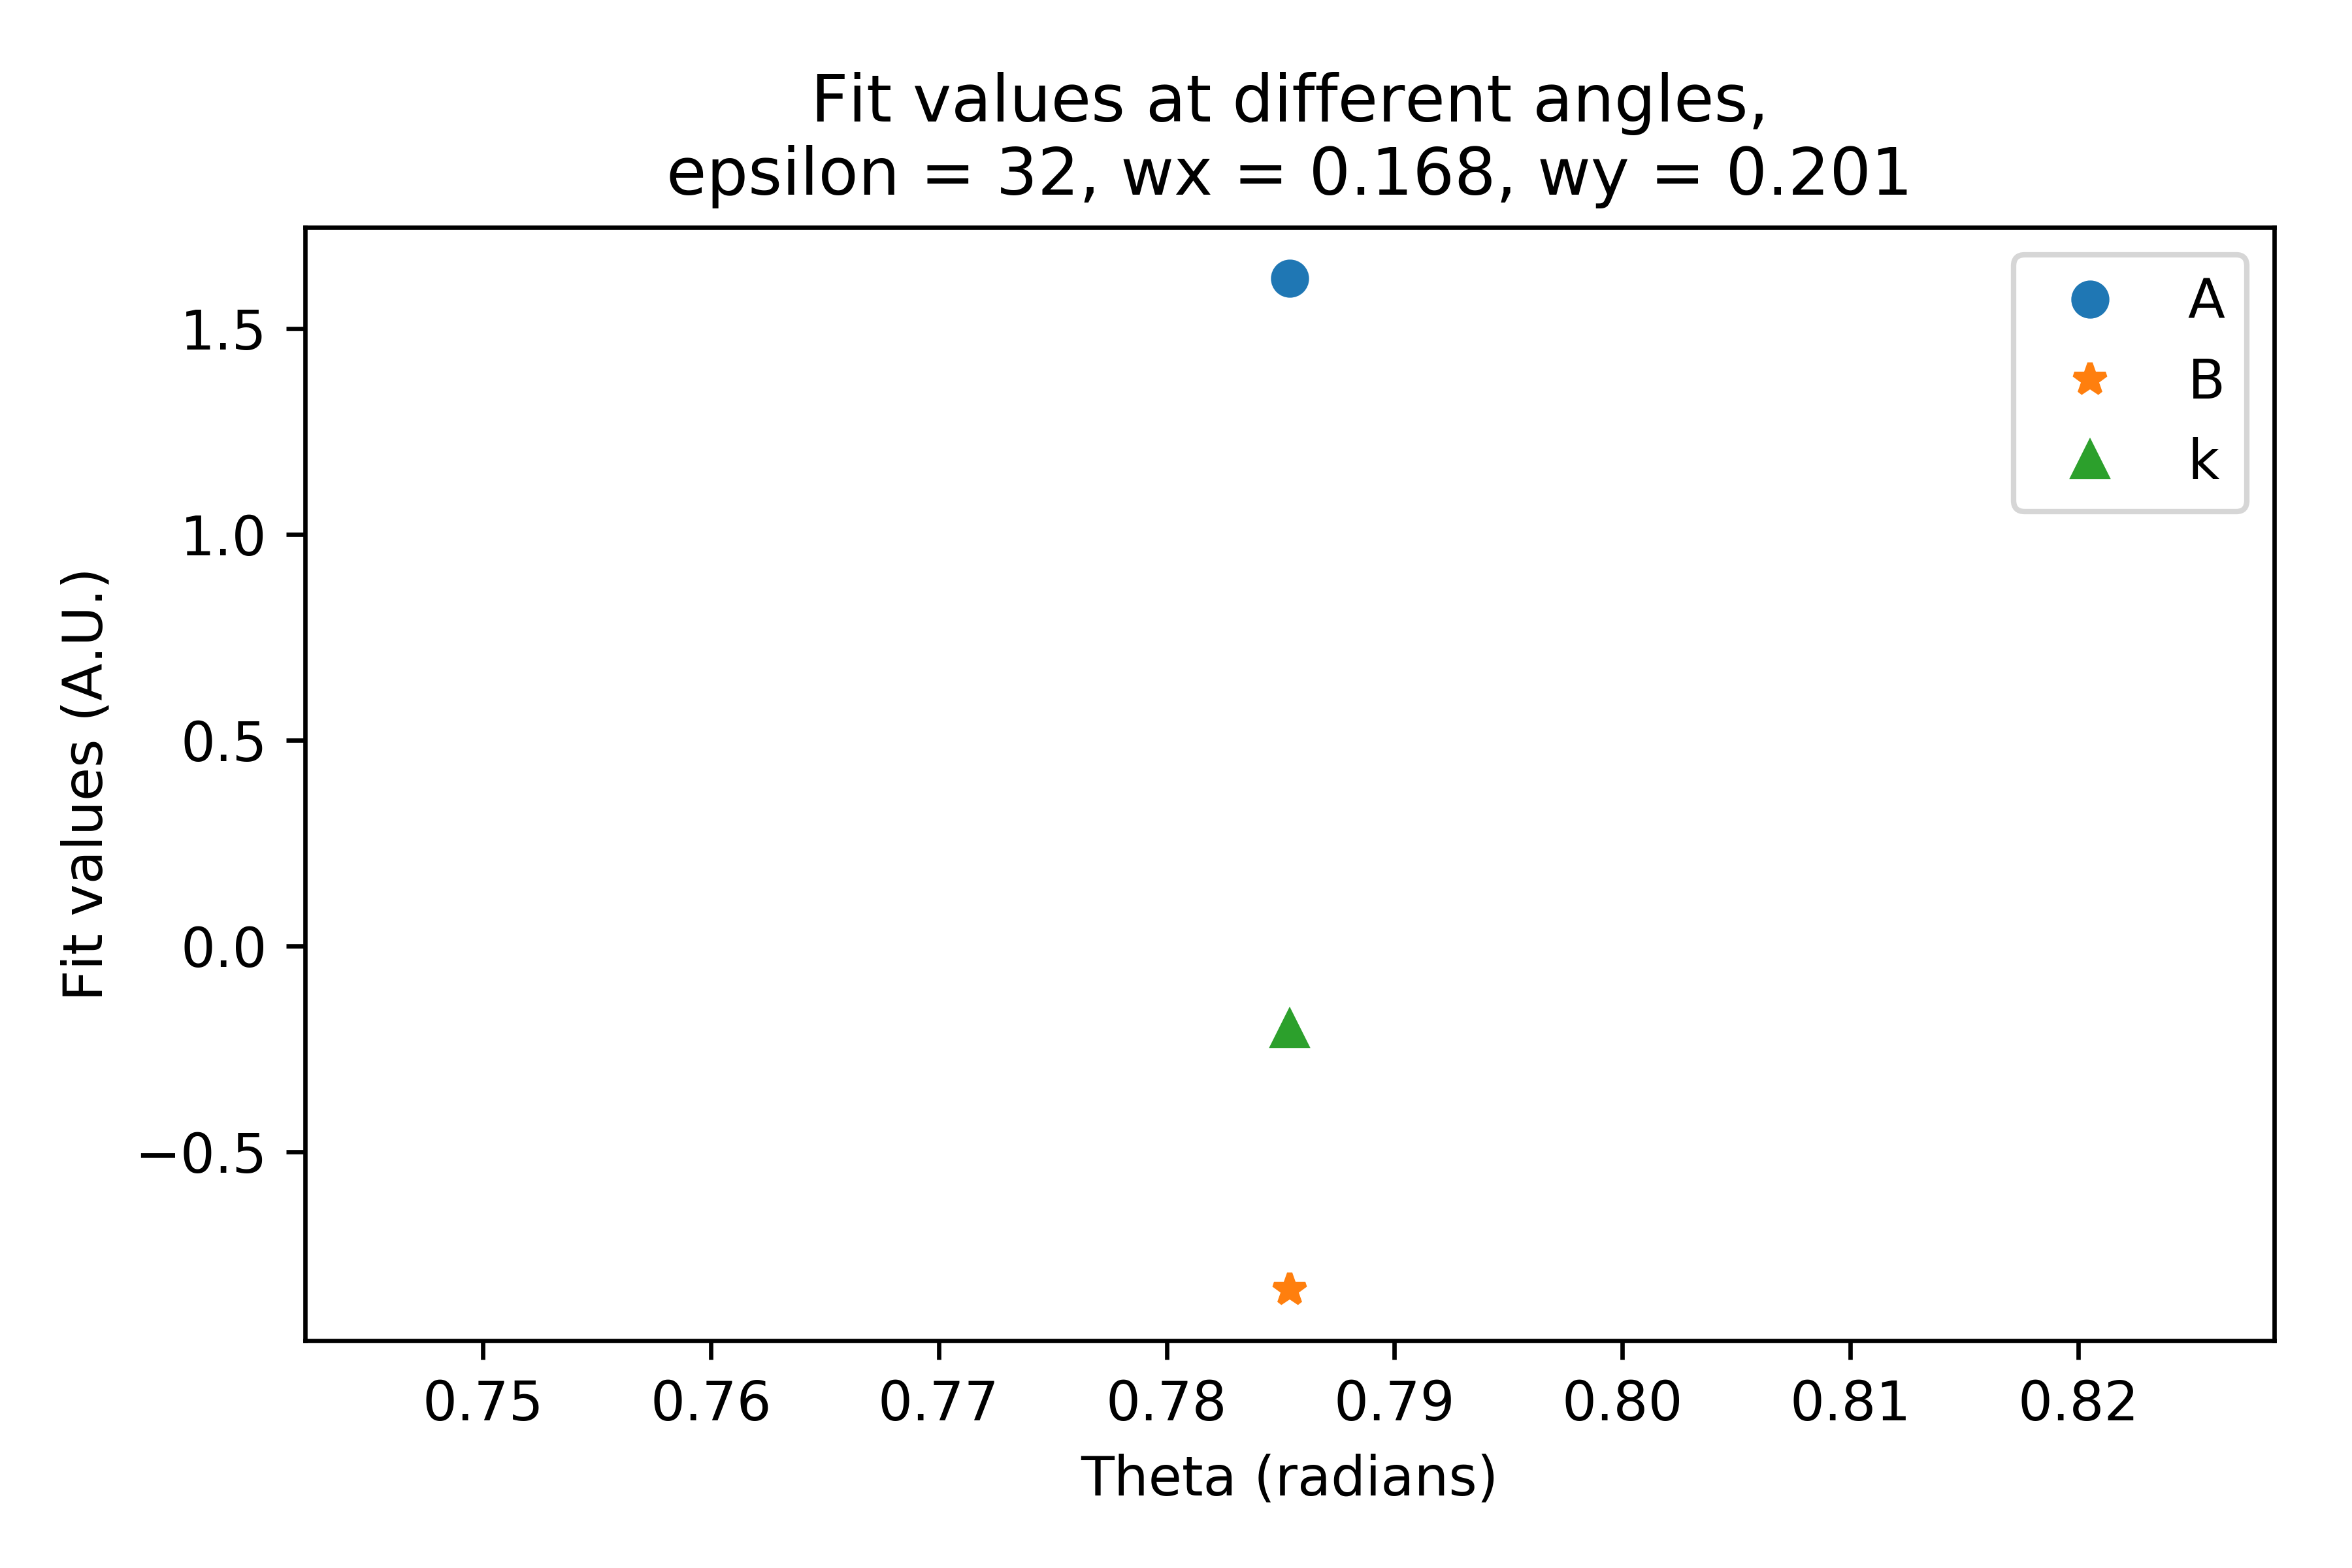 Fit values at different angles,
epsilon = 32, wx = 0.168, wy = 0.201
A
B
k
1.5
1.0
0.5
0.0
−0.5
Fit values (A.U.)
0.75 0.76 0.77 0.78 0.79 0.80 0.81 0.82
Theta (radians)